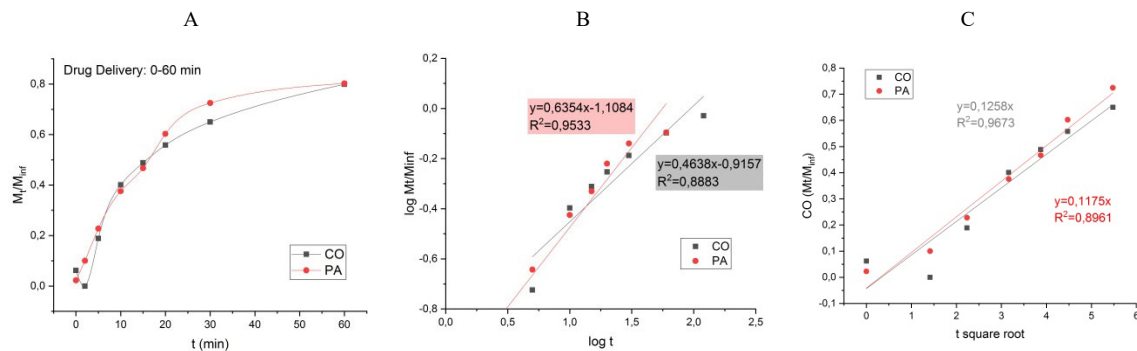 A
Drug Delivery: 0-60 min
Mt/Minf
0,8
0,6
0,4
0,2
0,0
CO
PA
0
10
20
30
40
50
60
t (min)
B
log Mt/Minf
0,2
0,0
-0,2
-0,4
-0,6
-0,8
y=0,6354x-1,1084
R²=0,9533
y=0,4638x-0,9157
R²=0,8883
CO
PA
0,0
0,5
1,0
1,5
2,0
2,5
log t
C
CO (Mt/Minf)
0,8
0,7
0,6
0,5
0,4
0,3
0,2
0,1
0,0
-0,1
CO
PA
y=0,1258x
R²=0,9673
y=0,1175x
R²=0,8961
0
1
2
3
4
5
6
t square root